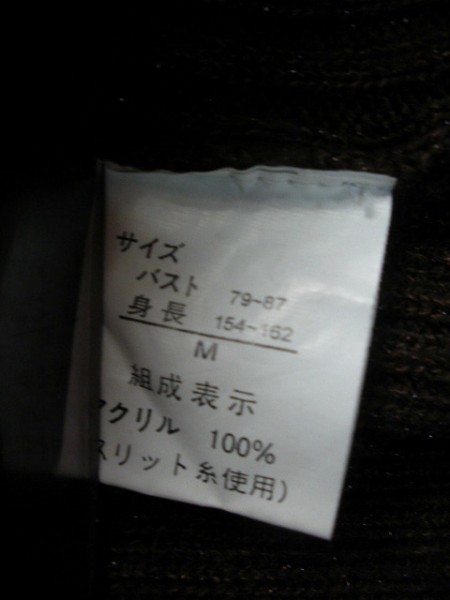 サイズ
バスト 79~87
身長 154~162
M
組成表示
アクリル 100%
スリット糸使用)